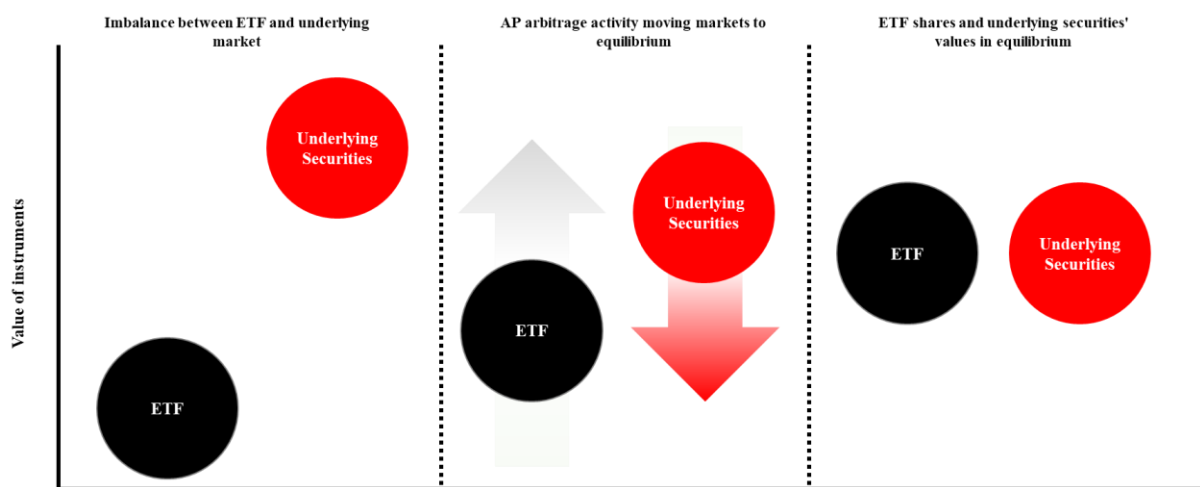 Imbalance between ETF and underlying
market
AP arbitrage activity moving markets to
equilibrium
ETF shares and underlying securities'
values in equilibrium
Value of instruments
Underlying
Securities
ETF
Underlying
Securities
ETF
ETF
Underlying
Securities